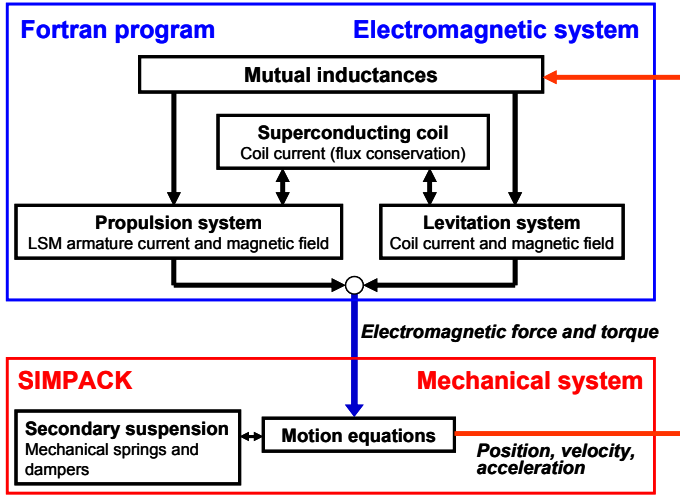 Fortran program
Electromagnetic system
Mutual inductances
Superconducting coil
Coil current (flux conservation)
Propulsion system
LSM armature current and magnetic field
Levitation system
Coil current and magnetic field
Electromagnetic force and torque
SIMPACK
Mechanical system
Secondary suspension
Mechanical springs and
dampers
Motion equations
Position, velocity,
acceleration